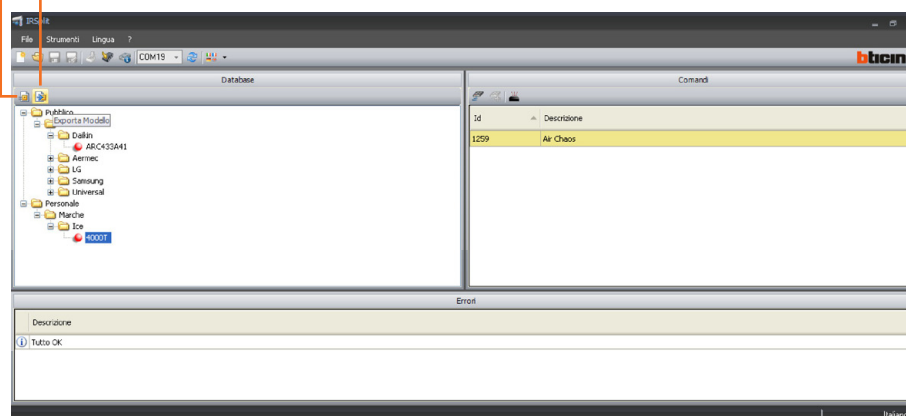 IRSplit
File Strumenti Lingua ?
COM19
bticino
Database
Comandi
Pubblico
Esporta Modello
Daikin
ARC433A41
Aermec
LG
Samsung
Universal
Personale
Marche
Ice
4000T
Id Descrizione
1259 Air Chaos
Errori
Descrizione
Tutto OK
Italiano